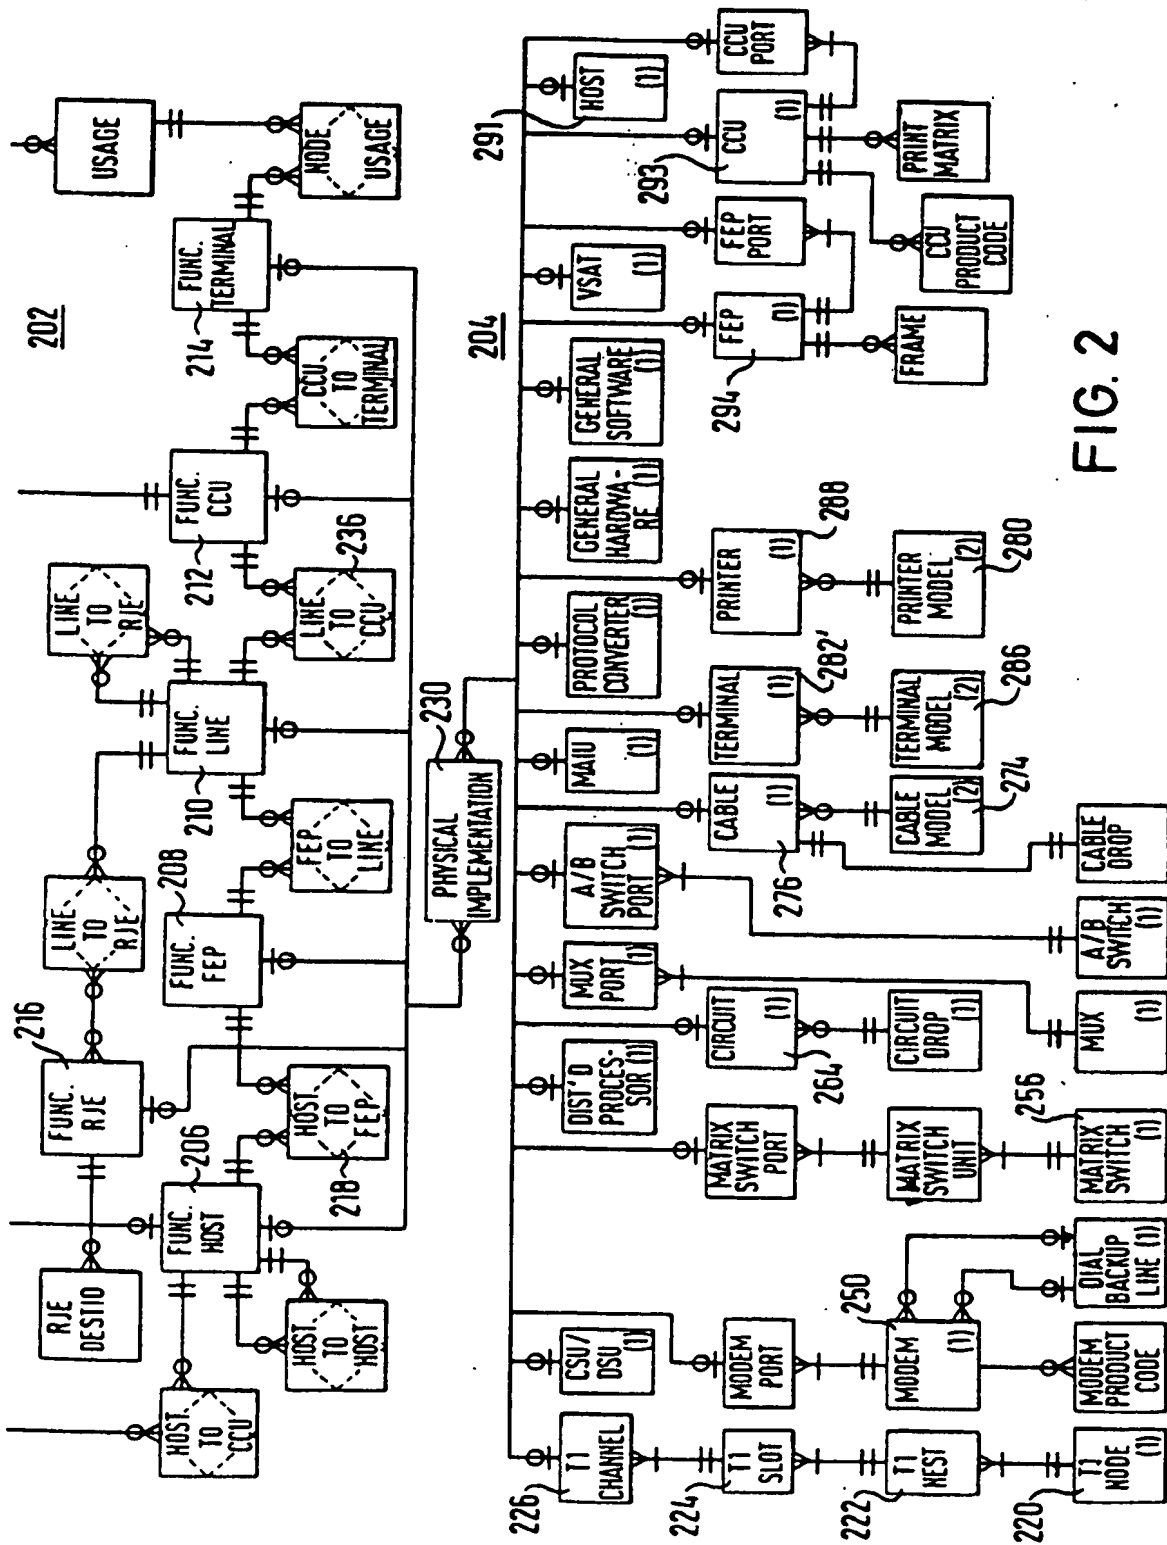 202
USAGE
NODE
USAGE
FUNC.
TERMINAL
214
CCU
TO
TERMINAL
FUNC.
CCU
212
LINE
TO
RJE
LINE
TO
CCU
236
FUNC.
LINE
210
FEP
TO
LINE
LINE
TO
RJE
208
FUNC.
FEP
216
FUNC.
RJE
HOST
TO
FEP
218
206
FUNC.
HOST
RJE
DESTIO
HOST
TO
HOST
HOST
TO
CCU
230
PHYSICAL
IMPLEMENTATION
204
T1
CHANNEL
226
T1
SLOT
224
T1
NEST
222
T1
NODE
(1)
220
CSU/
DSU
(1)
MODEM
PORT
250
MODEM
(1)
MODEM
PRODUCT
CODE
DIAL
BACKUP
LINE (1)
MATRIX
SWITCH
PORT
MATRIX
SWITCH
UNIT
256
MATRIX
SWITCH
(1)
DIST'D
PROCES-
SOR (1)
CIRCUIT
(1)
264
CIRCUIT
DROP
(1)
MUX
PORT
(1)
MUX
(1)
A/B
SWITCH
PORT
(1)
A/B
SWITCH
(1)
CABLE
(1)
276
CABLE
MODEL
(2)
274
CABLE
DROP
MAIU
(1)
TERMINAL
(1)
282'
TERMINAL
MODEL
(2)
286
PROTOCOL
CONVERTER
(1)
PRINTER
(1)
288
PRINTER
MODEL
(2)
280
GENERAL
HARDWA-
RE (1)
GENERAL
SOFTWARE
(1)
VSAT
(1)
FEP
(1)
294
FEP
PORT
FRAME
291
HOST
(1)
293
CCU
(1)
CCU
PORT
PRINT
MATRIX
CCU
PRODUCT
CODE
FIG. 2